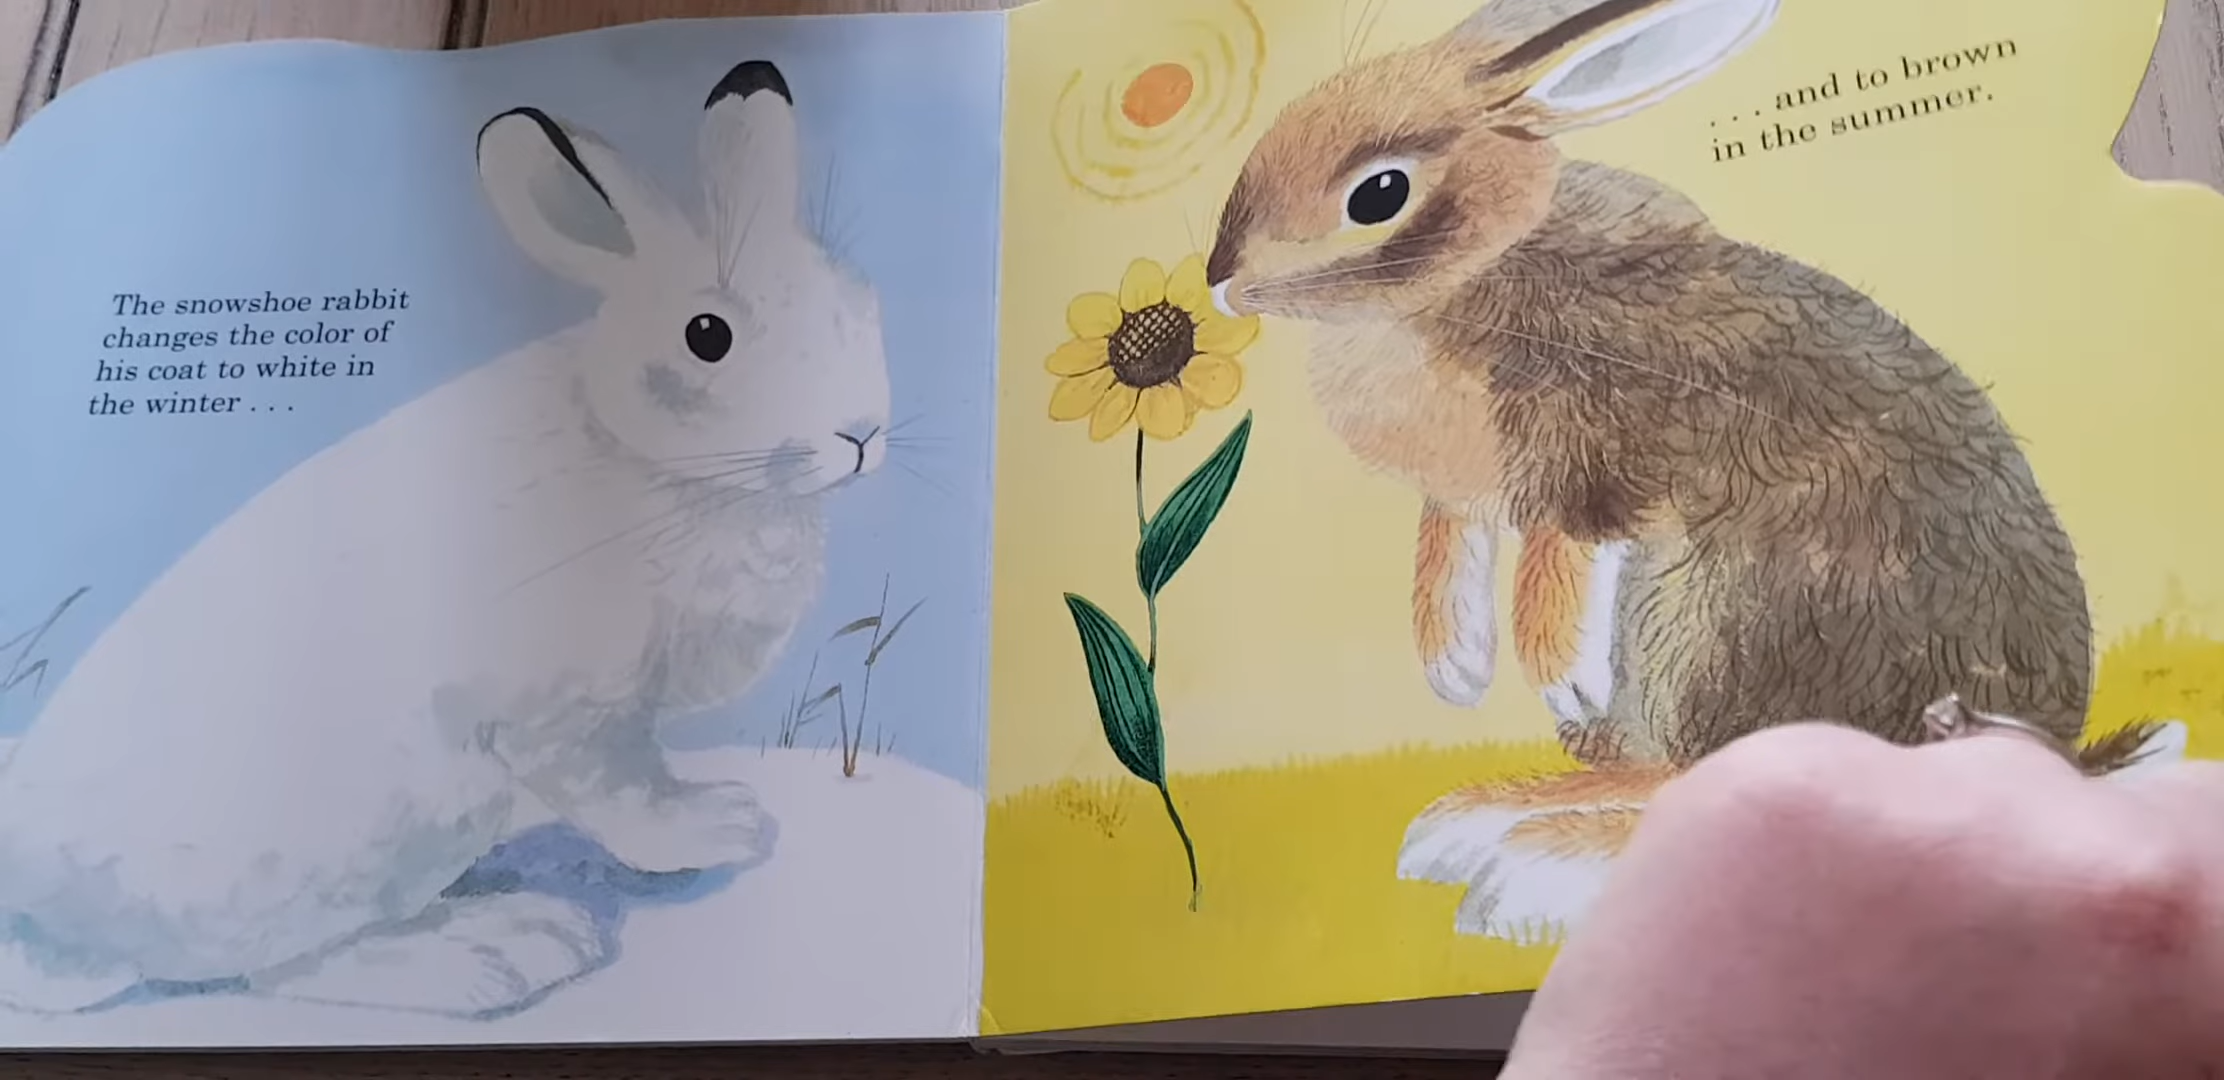 The snowshoe rabbit
changes the color of
his coat to white in
the winter . . .
. . . and to brown
in the summer.